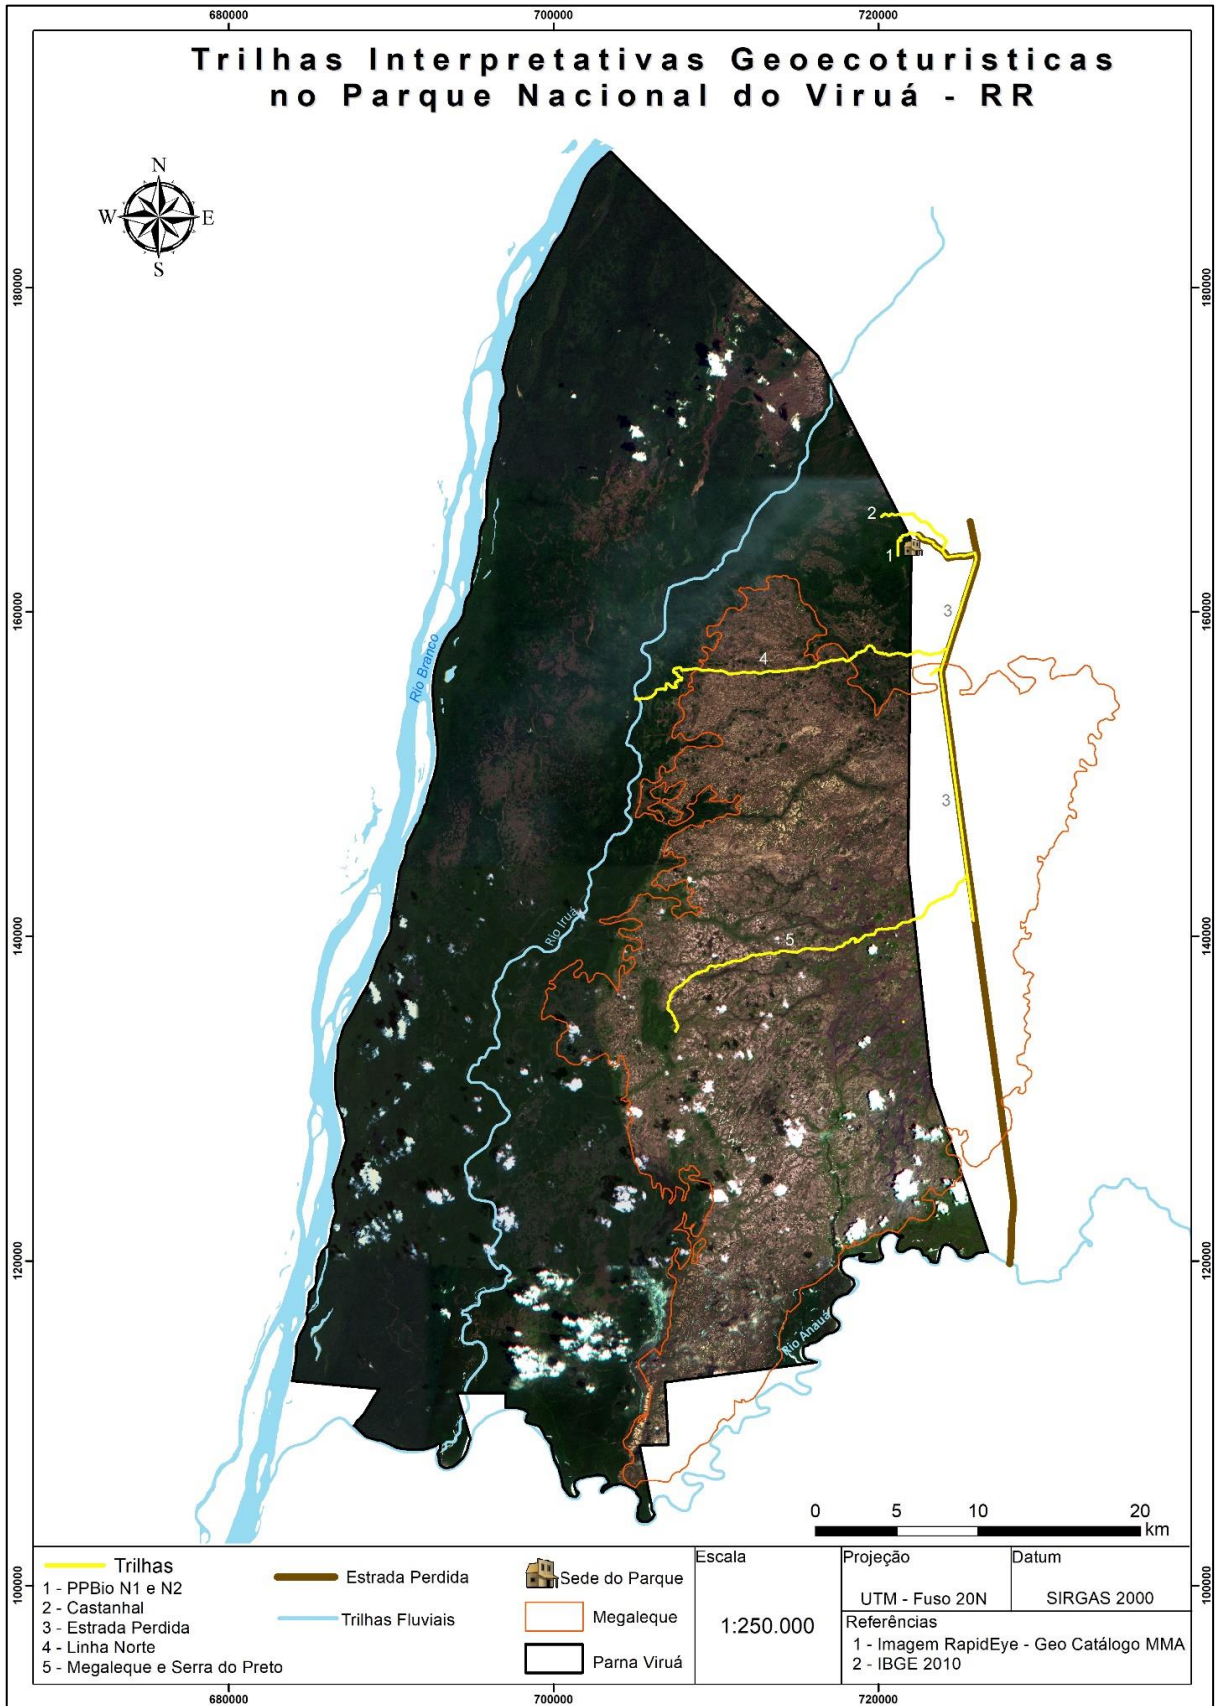 680000
700000
720000
Trilhas Interpretativas Geoecoturisticas
no Parque Nacional do Viruá - RR
N
W
E
S
180000
180000
2
1
160000
160000
3
Rio Branco
4
3
Rio Iruá
140000
140000
5
120000
120000
Rio Anauá
0
5
10
20
km
Trilhas
1 - PPBio N1 e N2
2 - Castanhal
3 - Estrada Perdida
4 - Linha Norte
5 - Megaleque e Serra do Preto
Estrada Perdida
Trilhas Fluviais
Sede do Parque
Megaleque
Parna Viruá
Escala
1:250.000
Projeção
UTM - Fuso 20N
Datum
SIRGAS 2000
Referências
1 - Imagem RapidEye - Geo Catálogo MMA
2 - IBGE 2010
100000
100000
680000
700000
720000